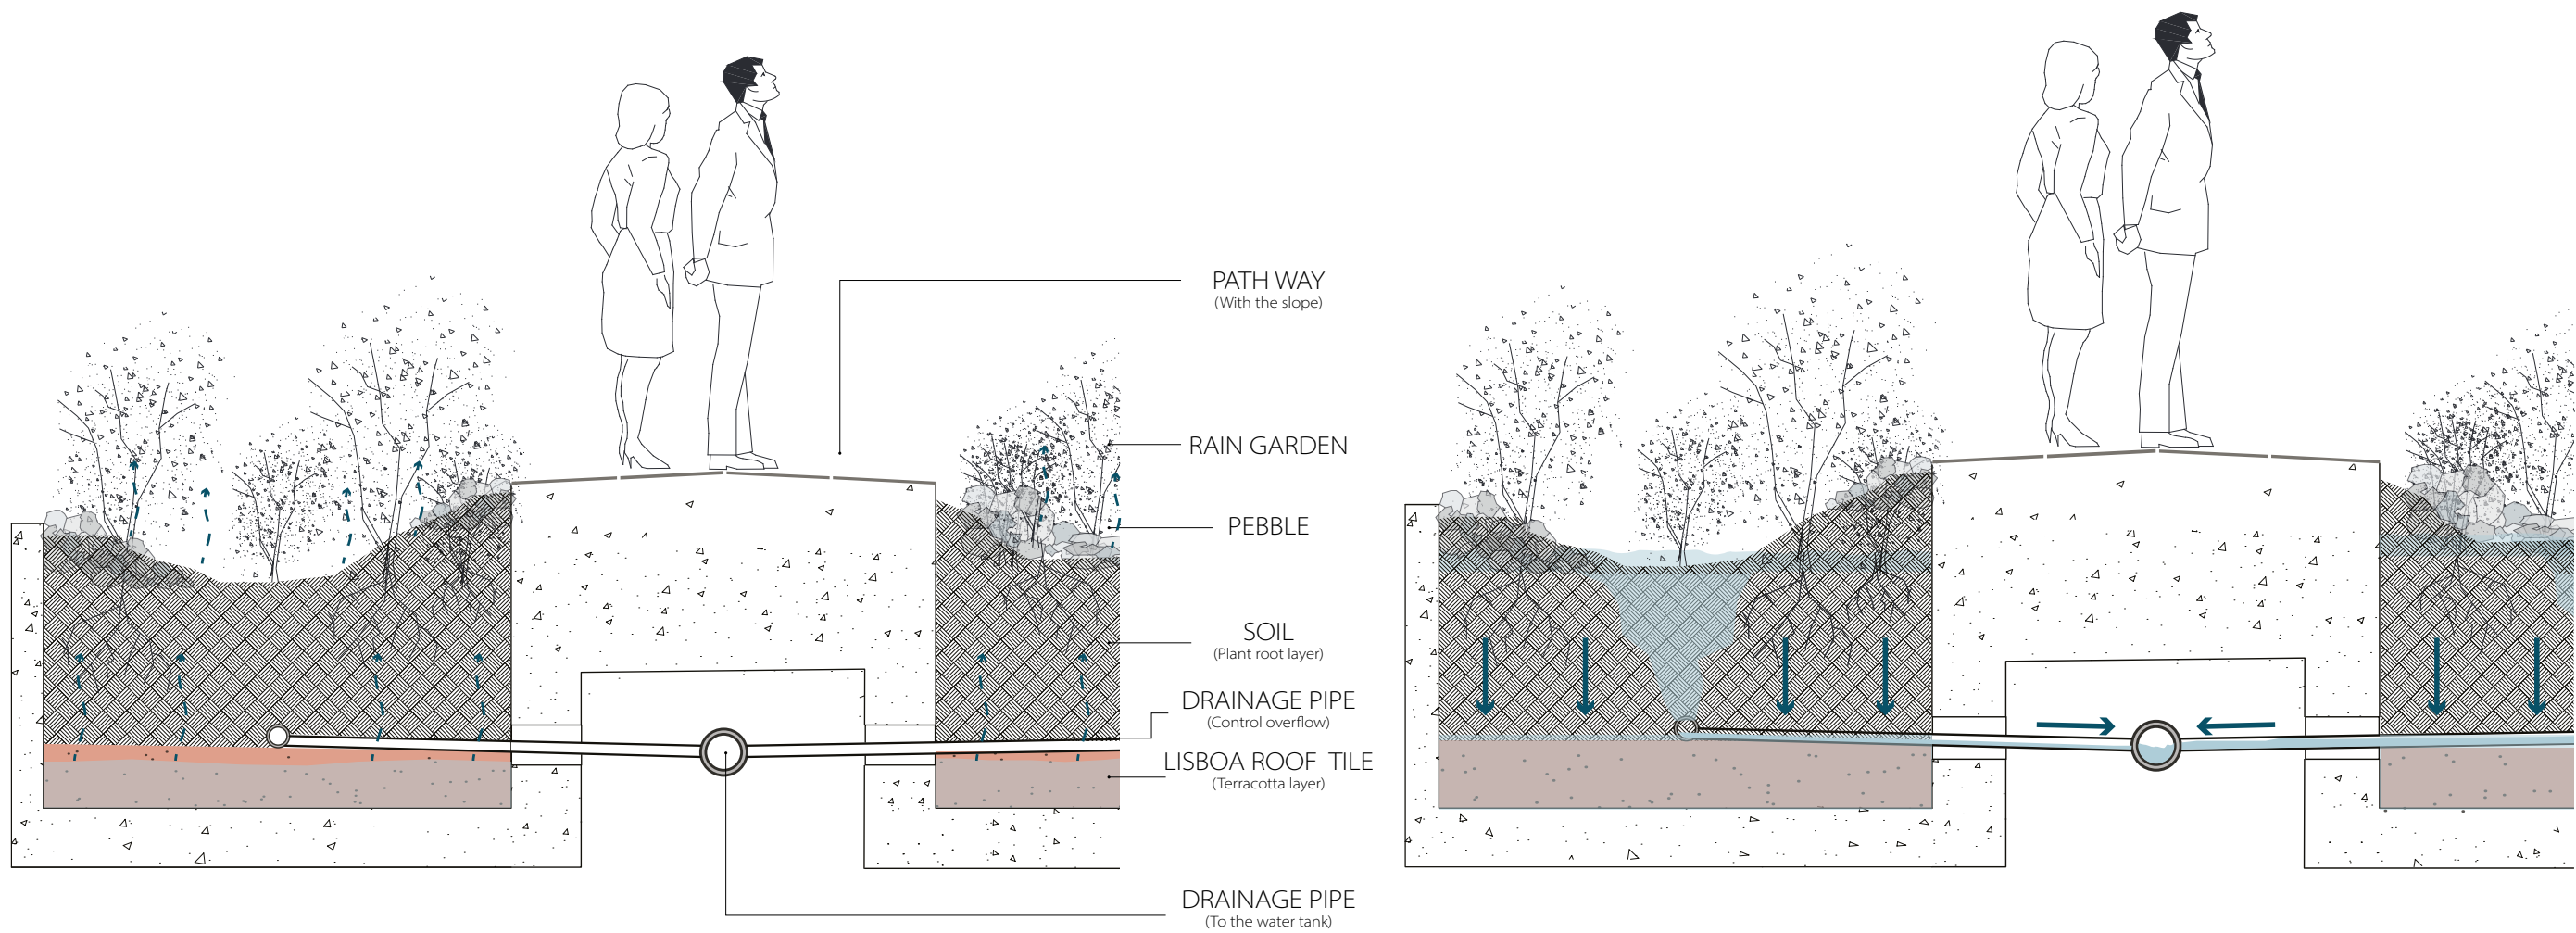 PATH WAY
(With the slope)
RAIN GARDEN
PEBBLE
SOIL
(Plant root layer)
DRAINAGE PIPE
(Control overflow)
LISBOA ROOF TILE
(Terracotta layer)
DRAINAGE PIPE
(To the water tank)